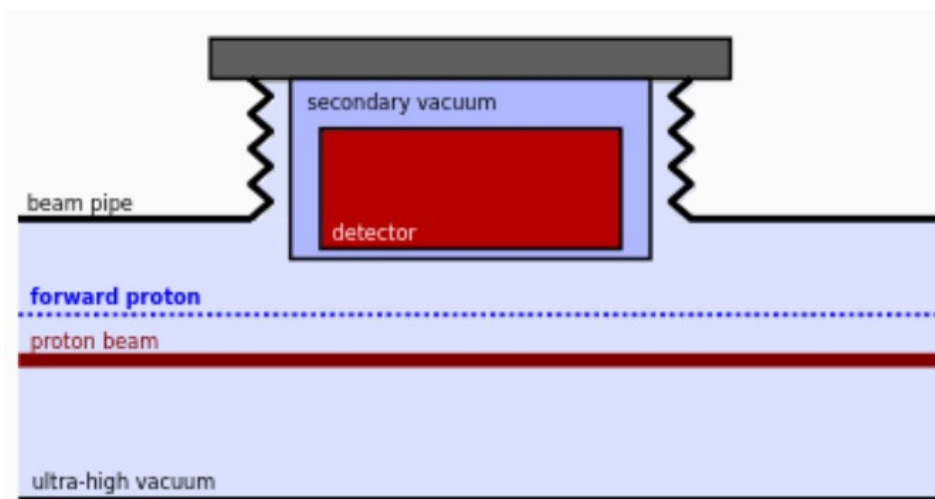 secondary vacuum
beam pipe
detector
forward proton
proton beam
ultra-high vacuum